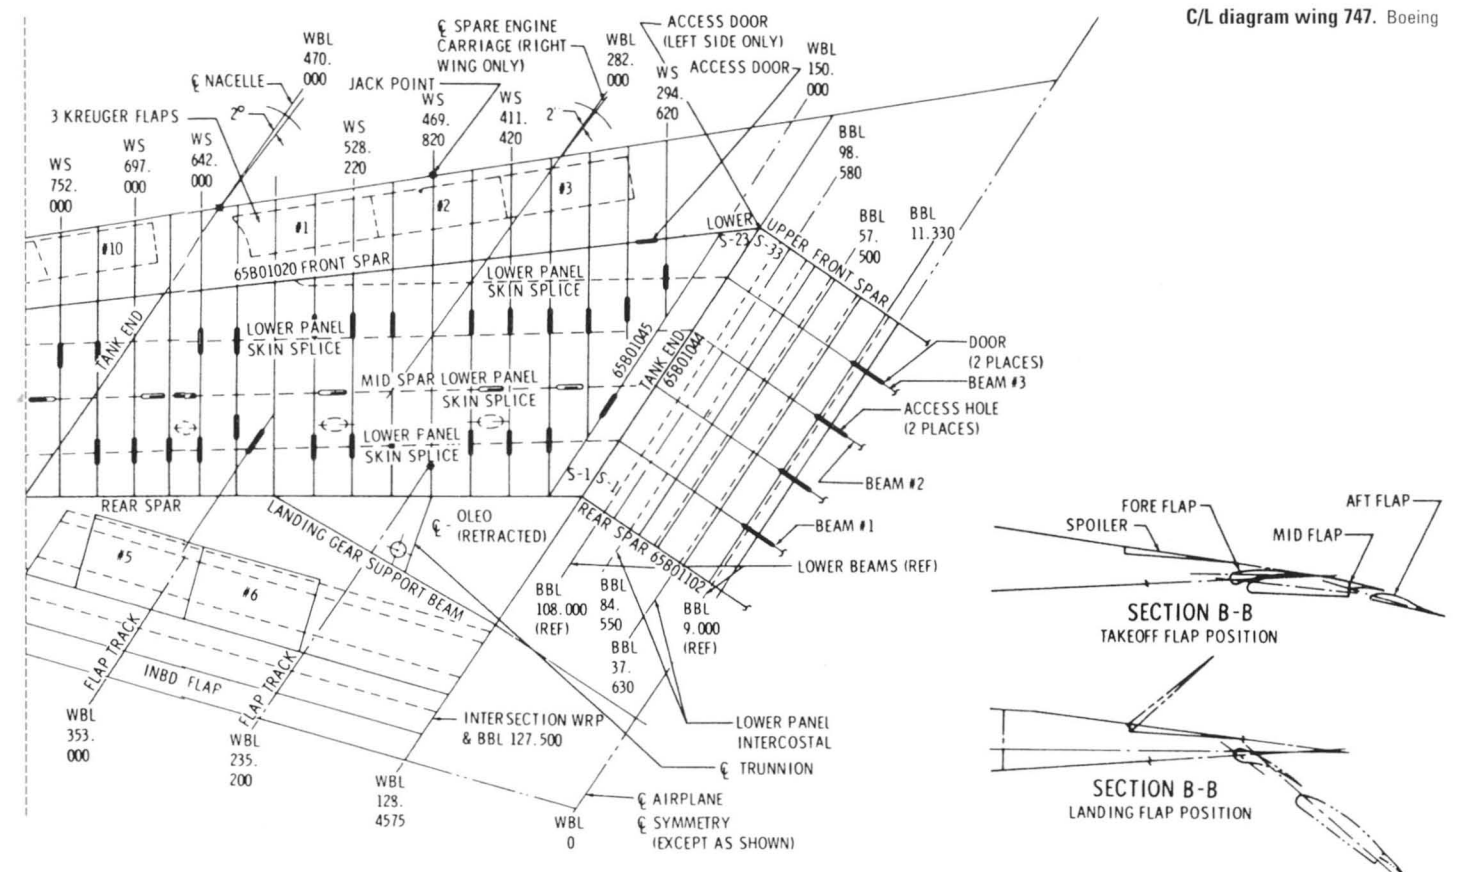 C/L diagram wing 747. Boeing
℄ SPARE ENGINE
CARRIAGE (RIGHT
WING ONLY)
ACCESS DOOR
(LEFT SIDE ONLY)
ACCESS DOOR
WBL
470.
000
WBL
282.
000
WBL
150.
000
℄ NACELLE
2°
JACK POINT
3 KREUGER FLAPS
WS
752.
000
WS
697.
000
WS
642.
000
WS
528.
220
WS
469.
820
WS
411.
420
2
WS
294.
620
BBL
98.
580
BBL
57.
500
BBL
11.330
#10
#1
#2
#3
65B01020 FRONT SPAR
LOWER
S-23
S-33
UPPER FRONT SPAR
LOWER PANEL
SKIN SPLICE
LOWER PANEL
SKIN SPLICE
MID SPAR LOWER PANEL
SKIN SPLICE
LOWER PANEL
SKIN SPLICE
TANK END
65B01045
TANK END
65B01044
DOOR
(2 PLACES)
BEAM #3
ACCESS HOLE
(2 PLACES)
BEAM #2
BEAM #1
LOWER BEAMS (REF)
S-1
S-1
REAR SPAR
REAR SPAR 65B01102
LANDING GEAR SUPPORT BEAM
℄ - OLEO
(RETRACTED)
#5
#6
FLAP TRACK
FLAP TRACK
INBD FLAP
BBL
108.000
(REF)
BBL
84.
550
BBL
37.
630
BBL
9.000
(REF)
WBL
353.
000
WBL
235.
200
WBL
128.
4575
WBL
0
INTERSECTION WRP
& BBL 127.500
LOWER PANEL
INTERCOSTAL
℄ TRUNNION
℄ AIRPLANE
℄ SYMMETRY
(EXCEPT AS SHOWN)
SPOILER
FORE FLAP
MID FLAP
AFT FLAP
SECTION B-B
TAKEOFF FLAP POSITION
SECTION B-B
LANDING FLAP POSITION